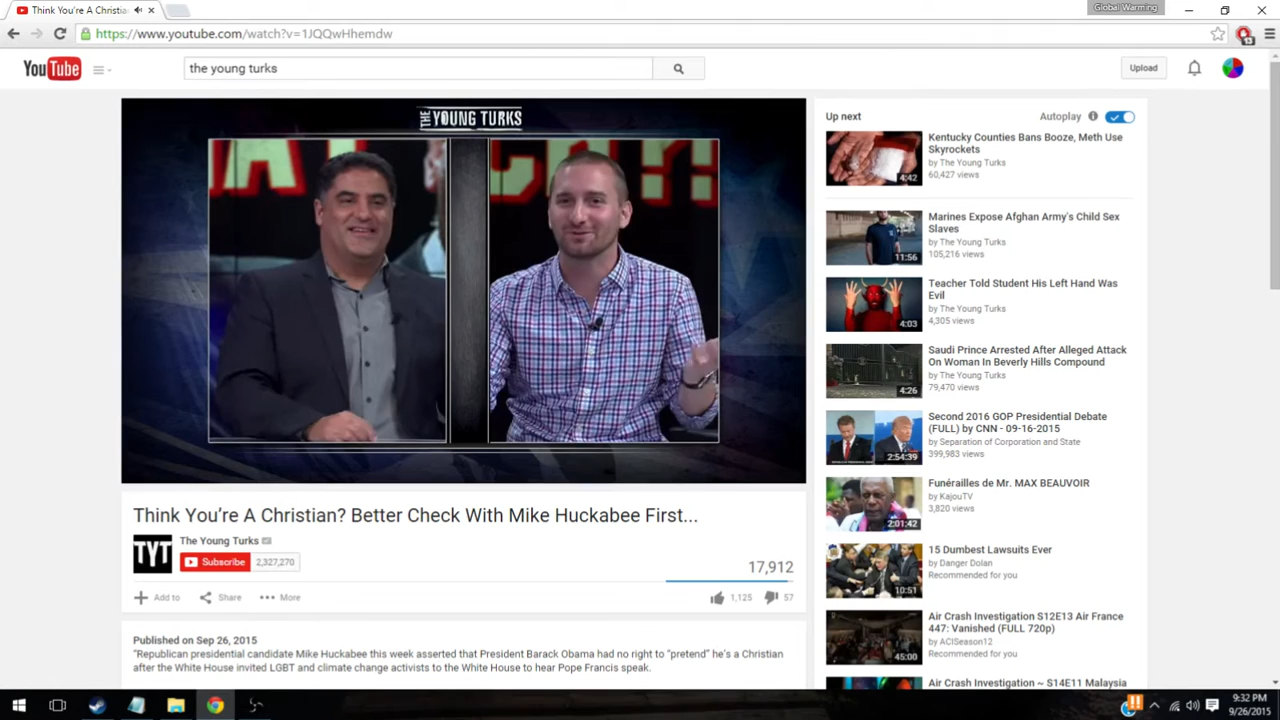 Think You're A Christia
Global Warming
https://www.youtube.com/watch?v=1JQQwHhemdw
13
YouTube
the young turks
Upload
THE YOUNG TURKS
Up next
Autoplay
Kentucky Counties Bans Booze, Meth Use
Skyrockets
by The Young Turks
60,427 views
4:42
Marines Expose Afghan Army's Child Sex
Slaves
by The Young Turks
105,216 views
11:56
Teacher Told Student His Left Hand Was
Evil
by The Young Turks
4,305 views
4:03
Saudi Prince Arrested After Alleged Attack
On Woman In Beverly Hills Compound
by The Young Turks
79,470 views
4:26
Second 2016 GOP Presidential Debate
(FULL) by CNN - 09-16-2015
by Separation of Corporation and State
399,983 views
2:54:39
Funérailles de Mr. MAX BEAUVOIR
by KajouTV
3,820 views
2:01:42
15 Dumbest Lawsuits Ever
by Danger Dolan
Recommended for you
10:51
Air Crash Investigation S12E13 Air France
447: Vanished (FULL 720p)
by ACISeason12
Recommended for you
45:00
Air Crash Investigation ~ S14E11 Malaysia
Think You're A Christian? Better Check With Mike Huckabee First...
TYT
The Young Turks
Subscribe 2,327,270
17,912
Add to Share More
1,125 57
Published on Sep 26, 2015
"Republican presidential candidate Mike Huckabee this week asserted that President Barack Obama had no right to "pretend" he's a Christian
after the White House invited LGBT and climate change activists to the White House to hear Pope Francis speak.
9:32 PM
9/26/2015